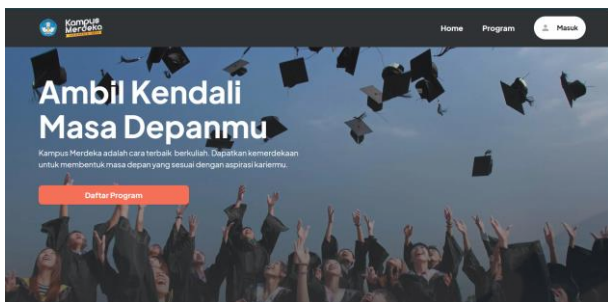 Kampus
Merdeka
Home
Program
Masuk
Ambil Kendali
Masa Depanmu
Kampus Merdeka adalah cara terbaik berkuliah. Dapatkan kemerdekaan
untuk membentuk masa depan yang sesuai dengan aspirasi kariermu.
Daftar Program